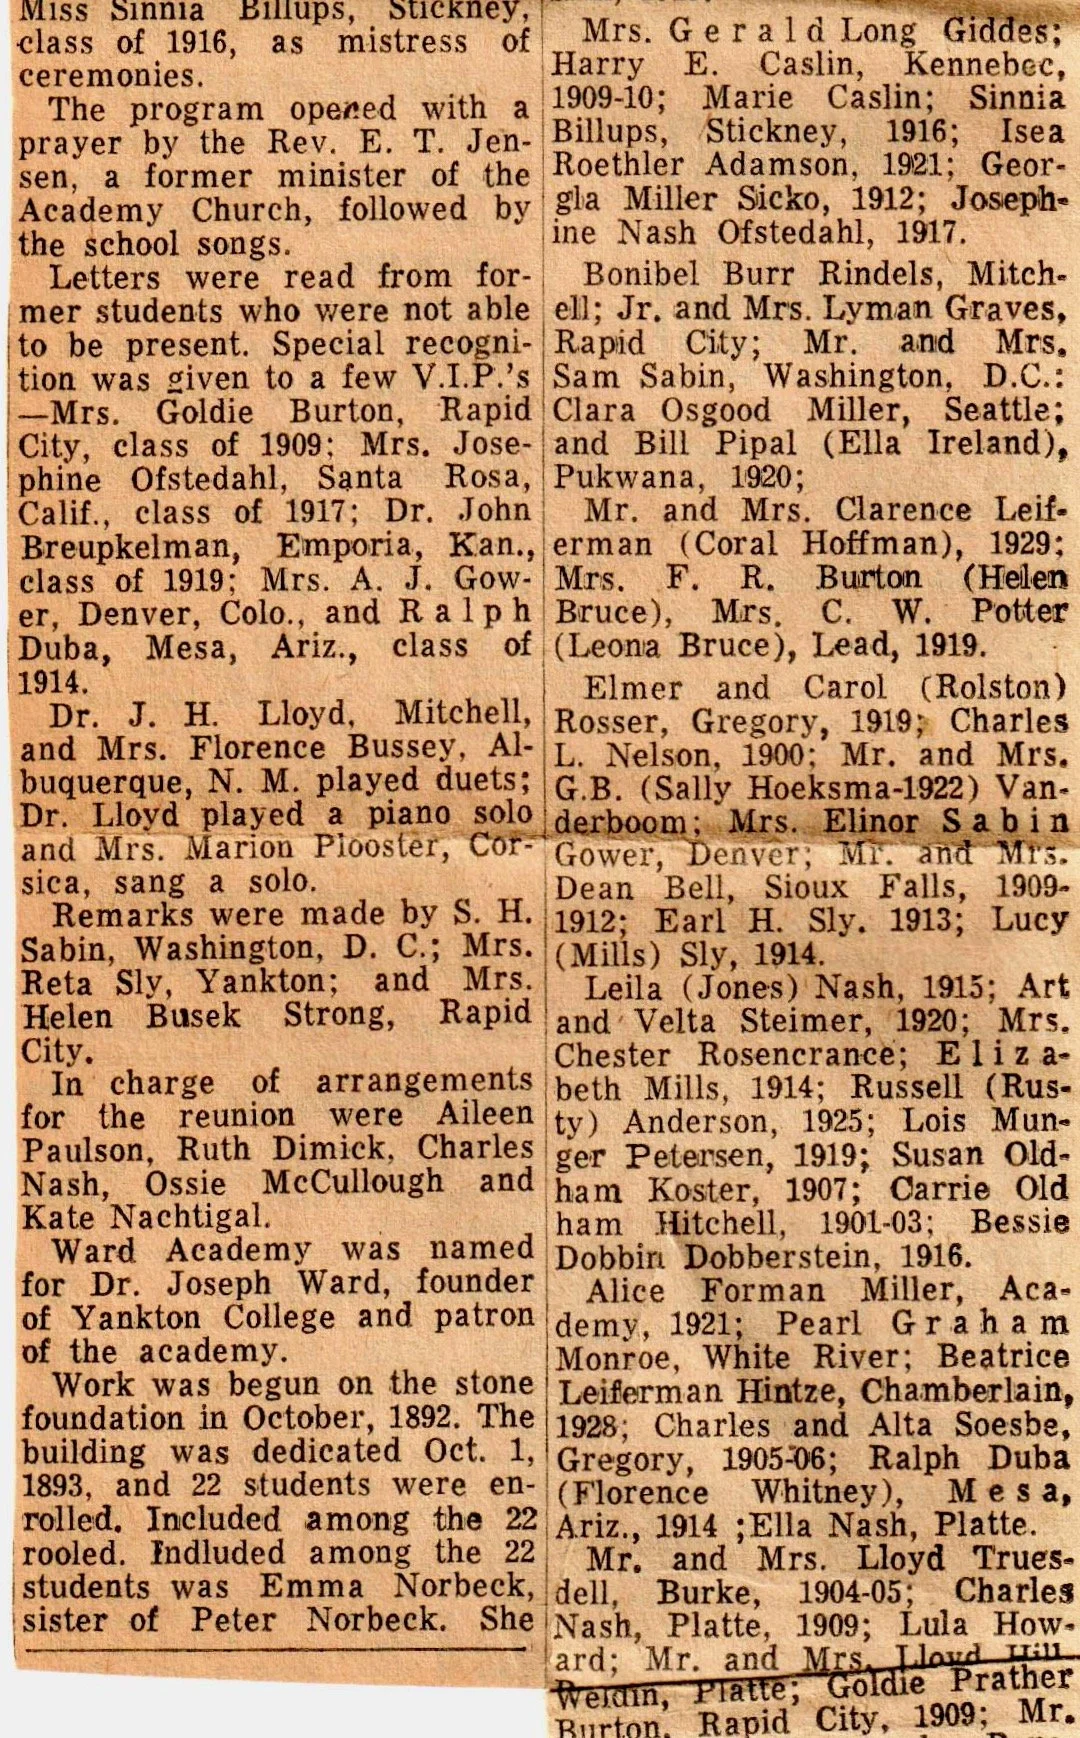 Miss Sinnia Billups, Stickney,
class of 1916, as mistress of
ceremonies.
The program opened with a
prayer by the Rev. E. T. Jen-
sen, a former minister of the
Academy Church, followed by
the school songs.
Letters were read from for-
mer students who were not able
to be present. Special recogni-
tion was given to a few V.I.P.'s
—Mrs. Goldie Burton, Rapid
City, class of 1909; Mrs. Jose-
phine Ofstedahl, Santa Rosa,
Calif., class of 1917; Dr. John
Breupkelman, Emporia, Kan.,
class of 1919; Mrs. A. J. Gow-
er, Denver, Colo., and Ralph
Duba, Mesa, Ariz., class of
1914.
Dr. J. H. Lloyd, Mitchell,
and Mrs. Florence Bussey, Al-
buquerque, N. M. played duets;
Dr. Lloyd played a piano solo
and Mrs. Marion Plooster, Cor-
sica, sang a solo.
Remarks were made by S. H.
Sabin, Washington, D. C.; Mrs.
Reta Sly, Yankton; and Mrs.
Helen Busek Strong, Rapid
City.
In charge of arrangements
for the reunion were Aileen
Paulson, Ruth Dimick, Charles
Nash, Ossie McCullough and
Kate Nachtigal.
Ward Academy was named
for Dr. Joseph Ward, founder
of Yankton College and patron
of the academy.
Work was begun on the stone
foundation in October, 1892. The
building was dedicated Oct. 1,
1893, and 22 students were en-
rolled. Included among the 22
rooled. Indluded among the 22
students was Emma Norbeck,
sister of Peter Norbeck. She
Mrs. Gerald Long Giddes;
Harry E. Caslin, Kennebec,
1909-10; Marie Caslin; Sinnia
Billups, Stickney, 1916; Isea
Roethler Adamson, 1921; Geor-
gia Miller Sicko, 1912; Joseph-
ine Nash Ofstedahl, 1917.
Bonibel Burr Rindels, Mitch-
ell; Jr. and Mrs. Lyman Graves,
Rapid City; Mr. and Mrs.
Sam Sabin, Washington, D.C.:
Clara Osgood Miller, Seattle;
and Bill Pipal (Ella Ireland),
Pukwana, 1920;
Mr. and Mrs. Clarence Leif-
erman (Coral Hoffman), 1929;
Mrs. F. R. Burton (Helen
Bruce), Mrs. C. W. Potter
(Leona Bruce), Lead, 1919.
Elmer and Carol (Rolston)
Rosser, Gregory, 1919; Charles
L. Nelson, 1900; Mr. and Mrs.
G.B. (Sally Hoeksma-1922) Van-
derboom; Mrs. Elinor Sabin
Gower, Denver; Mr. and Mrs.
Dean Bell, Sioux Falls, 1909-
1912; Earl H. Sly. 1913; Lucy
(Mills) Sly, 1914.
Leila (Jones) Nash, 1915; Art
and Velta Steimer, 1920; Mrs.
Chester Rosencrance; Eliza-
beth Mills, 1914; Russell (Rus-
ty) Anderson, 1925; Lois Mun-
ger Petersen, 1919; Susan Old-
ham Koster, 1907; Carrie Old
ham Hitchell, 1901-03; Bessie
Dobbin Dobberstein, 1916.
Alice Forman Miller, Aca-
demy, 1921; Pearl Graham
Monroe, White River; Beatrice
Leiferman Hintze, Chamberlain,
1928; Charles and Alta Soesbe,
Gregory, 1905-06; Ralph Duba
(Florence Whitney), Mesa,
Ariz., 1914 ;Ella Nash, Platte.
Mr. and Mrs. Lloyd Trues-
dell, Burke, 1904-05; Charles
Nash, Platte, 1909; Lula How-
ard; Mr. and Mrs. Lloyd Hill
Weldin, Platte; Goldie Prather
Burton, Rapid City, 1909; Mr.